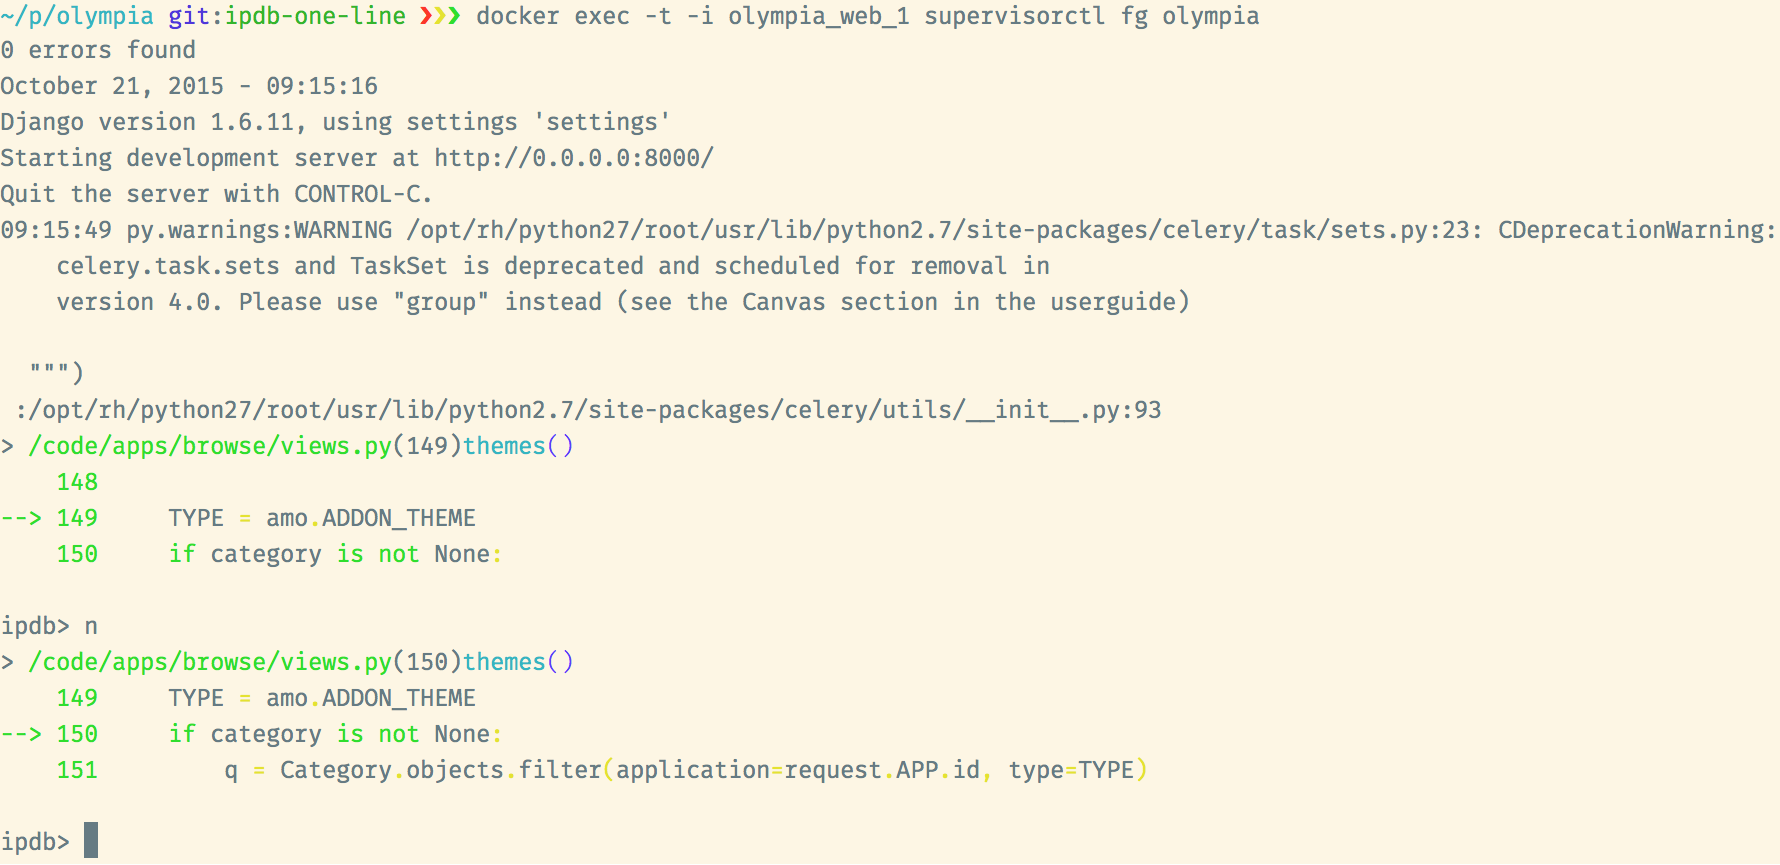 ~/p/olympia git:ipdb-one-line ❯❯❯ docker exec -t -i olympia_web_1 supervisorctl fg olympia
0 errors found
October 21, 2015 - 09:15:16
Django version 1.6.11, using settings 'settings'
Starting development server at http://0.0.0.0:8000/
Quit the server with CONTROL-C.
09:15:49 py.warnings:WARNING /opt/rh/python27/root/usr/lib/python2.7/site-packages/celery/task/sets.py:23: CDeprecationWarning:
    celery.task.sets and TaskSet is deprecated and scheduled for removal in
    version 4.0. Please use "group" instead (see the Canvas section in the userguide)

  """)
 :/opt/rh/python27/root/usr/lib/python2.7/site-packages/celery/utils/__init__.py:93
> /code/apps/browse/views.py(149)themes()
    148
--> 149     TYPE = amo.ADDON_THEME
    150     if category is not None:

ipdb> n
> /code/apps/browse/views.py(150)themes()
    149     TYPE = amo.ADDON_THEME
--> 150     if category is not None:
    151         q = Category.objects.filter(application=request.APP.id, type=TYPE)

ipdb>